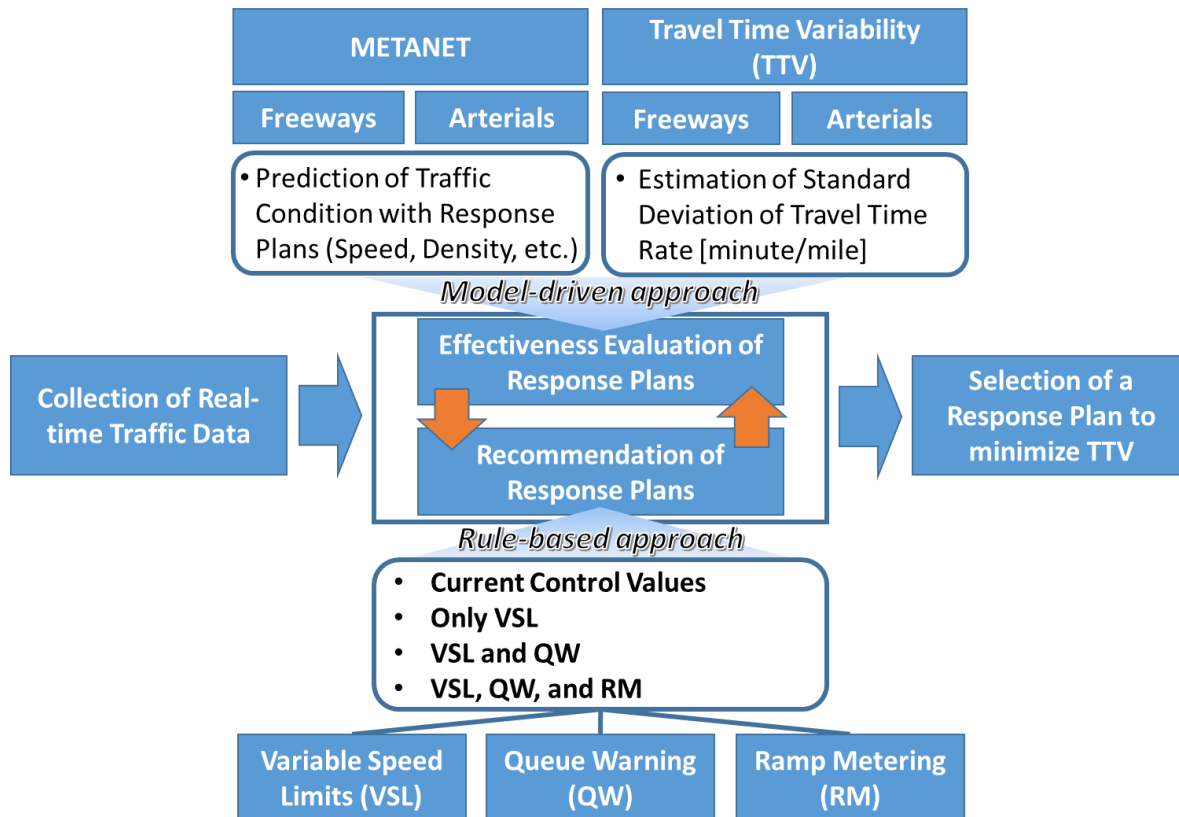 METANET
Travel Time Variability
(TTV)
Freeways
Arterials
Freeways
Arterials
• Prediction of Traffic
Condition with Response
Plans (Speed, Density, etc.)
• Estimation of Standard
Deviation of Travel Time
Rate [minute/mile]
Model-driven approach
Collection of Real-
time Traffic Data
Effectiveness Evaluation of
Response Plans
Recommendation of
Response Plans
Selection of a
Response Plan to
minimize TTV
Rule-based approach
• Current Control Values
• Only VSL
• VSL and QW
• VSL, QW, and RM
Variable Speed
Limits (VSL)
Queue Warning
(QW)
Ramp Metering
(RM)